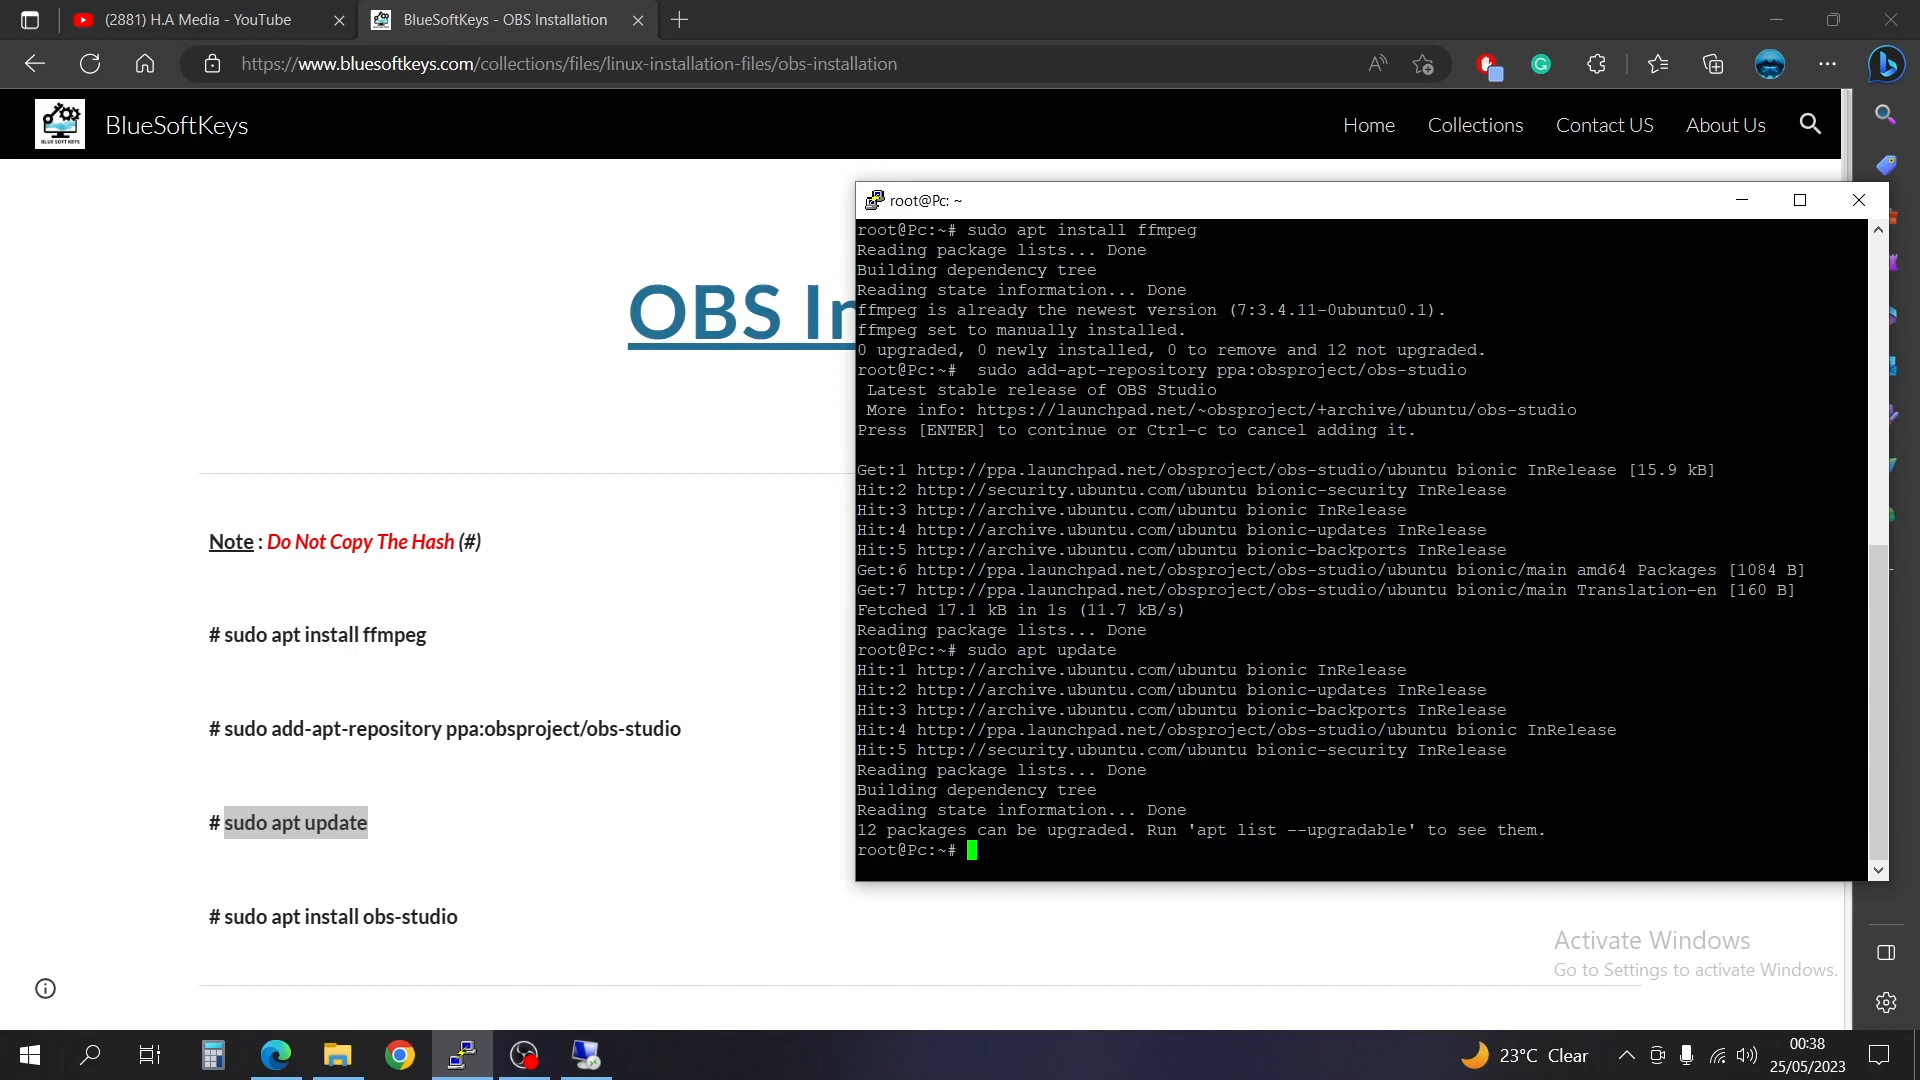 (2881) H.A Media - YouTube
BlueSoftKeys - OBS Installation
https://www.bluesoftkeys.com/collections/files/linux-installation-files/obs-installation
BLUE SOFT KEYS
BlueSoftKeys
Home
Collections
Contact US
About Us
OBS In
Note : Do Not Copy The Hash (#)
# sudo apt install ffmpeg
# sudo add-apt-repository ppa:obsproject/obs-studio
# sudo apt update
# sudo apt install obs-studio
root@Pc: ~
root@Pc:~# sudo apt install ffmpeg
Reading package lists... Done
Building dependency tree
Reading state information... Done
ffmpeg is already the newest version (7:3.4.11-0ubuntu0.1).
ffmpeg set to manually installed.
0 upgraded, 0 newly installed, 0 to remove and 12 not upgraded.
root@Pc:~#  sudo add-apt-repository ppa:obsproject/obs-studio
Latest stable release of OBS Studio
More info: https://launchpad.net/~obsproject/+archive/ubuntu/obs-studio
Press [ENTER] to continue or Ctrl-c to cancel adding it.
Get:1 http://ppa.launchpad.net/obsproject/obs-studio/ubuntu bionic InRelease [15.9 kB]
Hit:2 http://security.ubuntu.com/ubuntu bionic-security InRelease
Hit:3 http://archive.ubuntu.com/ubuntu bionic InRelease
Hit:4 http://archive.ubuntu.com/ubuntu bionic-updates InRelease
Hit:5 http://archive.ubuntu.com/ubuntu bionic-backports InRelease
Get:6 http://ppa.launchpad.net/obsproject/obs-studio/ubuntu bionic/main amd64 Packages [1084 B]
Get:7 http://ppa.launchpad.net/obsproject/obs-studio/ubuntu bionic/main Translation-en [160 B]
Fetched 17.1 kB in 1s (11.7 kB/s)
Reading package lists... Done
root@Pc:~# sudo apt update
Hit:1 http://archive.ubuntu.com/ubuntu bionic InRelease
Hit:2 http://archive.ubuntu.com/ubuntu bionic-updates InRelease
Hit:3 http://archive.ubuntu.com/ubuntu bionic-backports InRelease
Hit:4 http://ppa.launchpad.net/obsproject/obs-studio/ubuntu bionic InRelease
Hit:5 http://security.ubuntu.com/ubuntu bionic-security InRelease
Reading package lists... Done
Building dependency tree
Reading state information... Done
12 packages can be upgraded. Run 'apt list --upgradable' to see them.
root@Pc:~#
Activate Windows
Go to Settings to activate Windows.
23°C Clear
00:38
25/05/2023